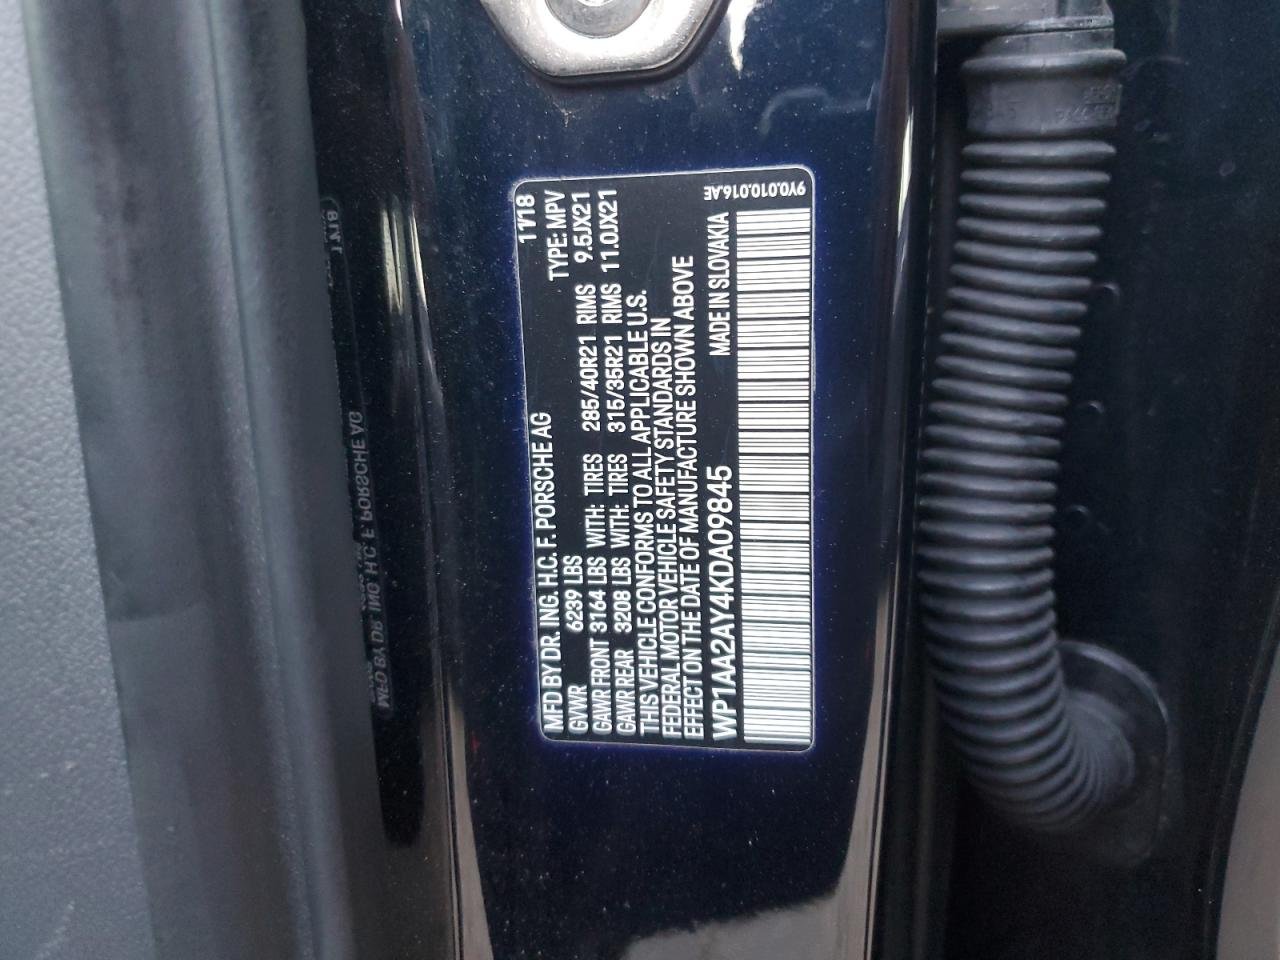 MFD BY DR. ING. H.C. F. PORSCHE AG 11/18
GVWR 6239 LBS TYPE: MPV
GAWR FRONT 3164 LBS WITH: TIRES 285/40R21 RIMS 9.5JX21
GAWR REAR 3208 LBS WITH: TIRES 315/35R21 RIMS 11.0JX21
THIS VEHICLE CONFORMS TO ALL APPLICABLE U.S.
FEDERAL MOTOR VEHICLE SAFETY STANDARDS IN
EFFECT ON THE DATE OF MANUFACTURE SHOWN ABOVE
WP1AA2AY4KDA09845 MADE IN SLOVAKIA
9Y0.010.016.AE